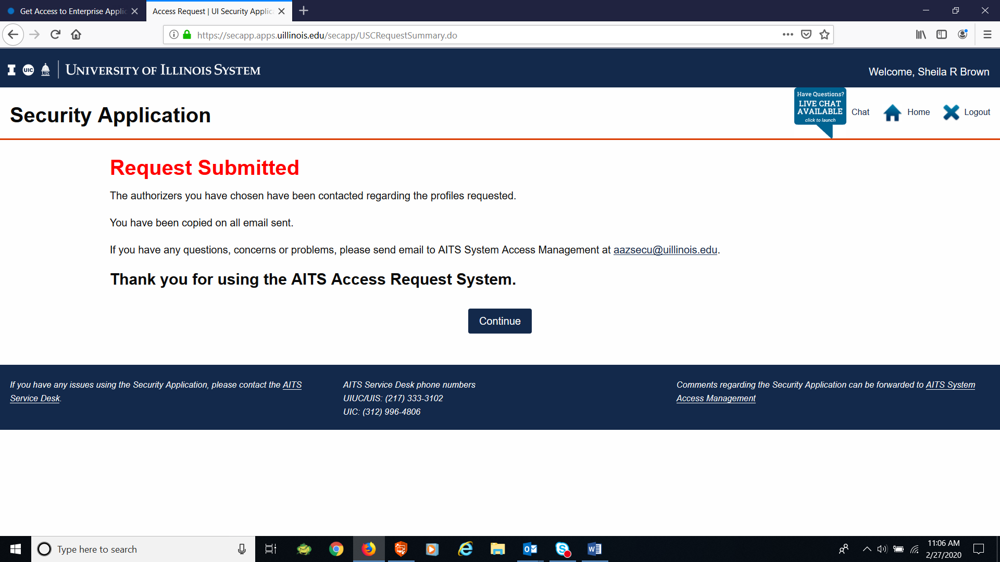 Get Access to Enterprise Applic
Access Request | UI Security Applic
https://secapp.apps.uillinois.edu/secapp/USCRequestSummary.do
I UIC UIS UNIVERSITY OF ILLINOIS SYSTEM
Welcome, Sheila R Brown
Security Application
Have Questions?
LIVE CHAT
AVAILABLE
click to launch
Chat
Home
Logout
Request Submitted
The authorizers you have chosen have been contacted regarding the profiles requested.
You have been copied on all email sent.
If you have any questions, concerns or problems, please send email to AITS System Access Management at aazsecu@uillinois.edu.
Thank you for using the AITS Access Request System.
Continue
If you have any issues using the Security Application, please contact the AITS
Service Desk.
AITS Service Desk phone numbers
UIUC/UIS: (217) 333-3102
UIC: (312) 996-4806
Comments regarding the Security Application can be forwarded to AITS System
Access Management
Type here to search
11:06 AM
2/27/2020